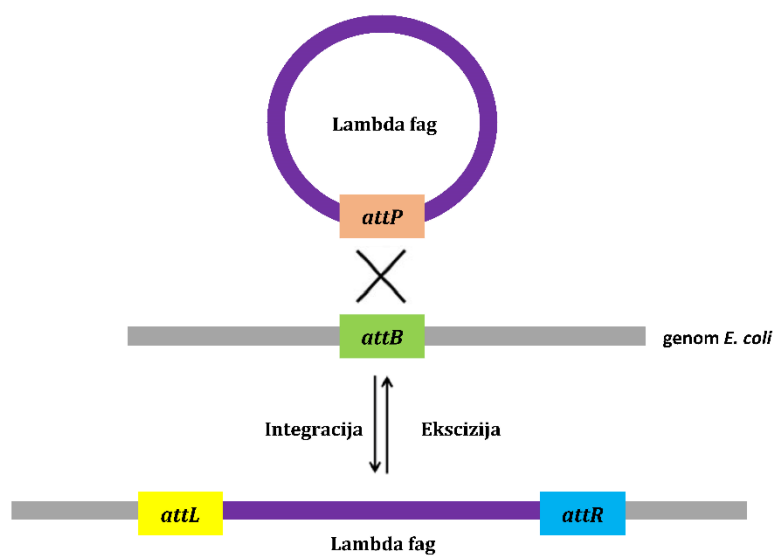 Lambda fag
attP
attB
genom E. coli
Integracija
Ekscizija
attL
attR
Lambda fag